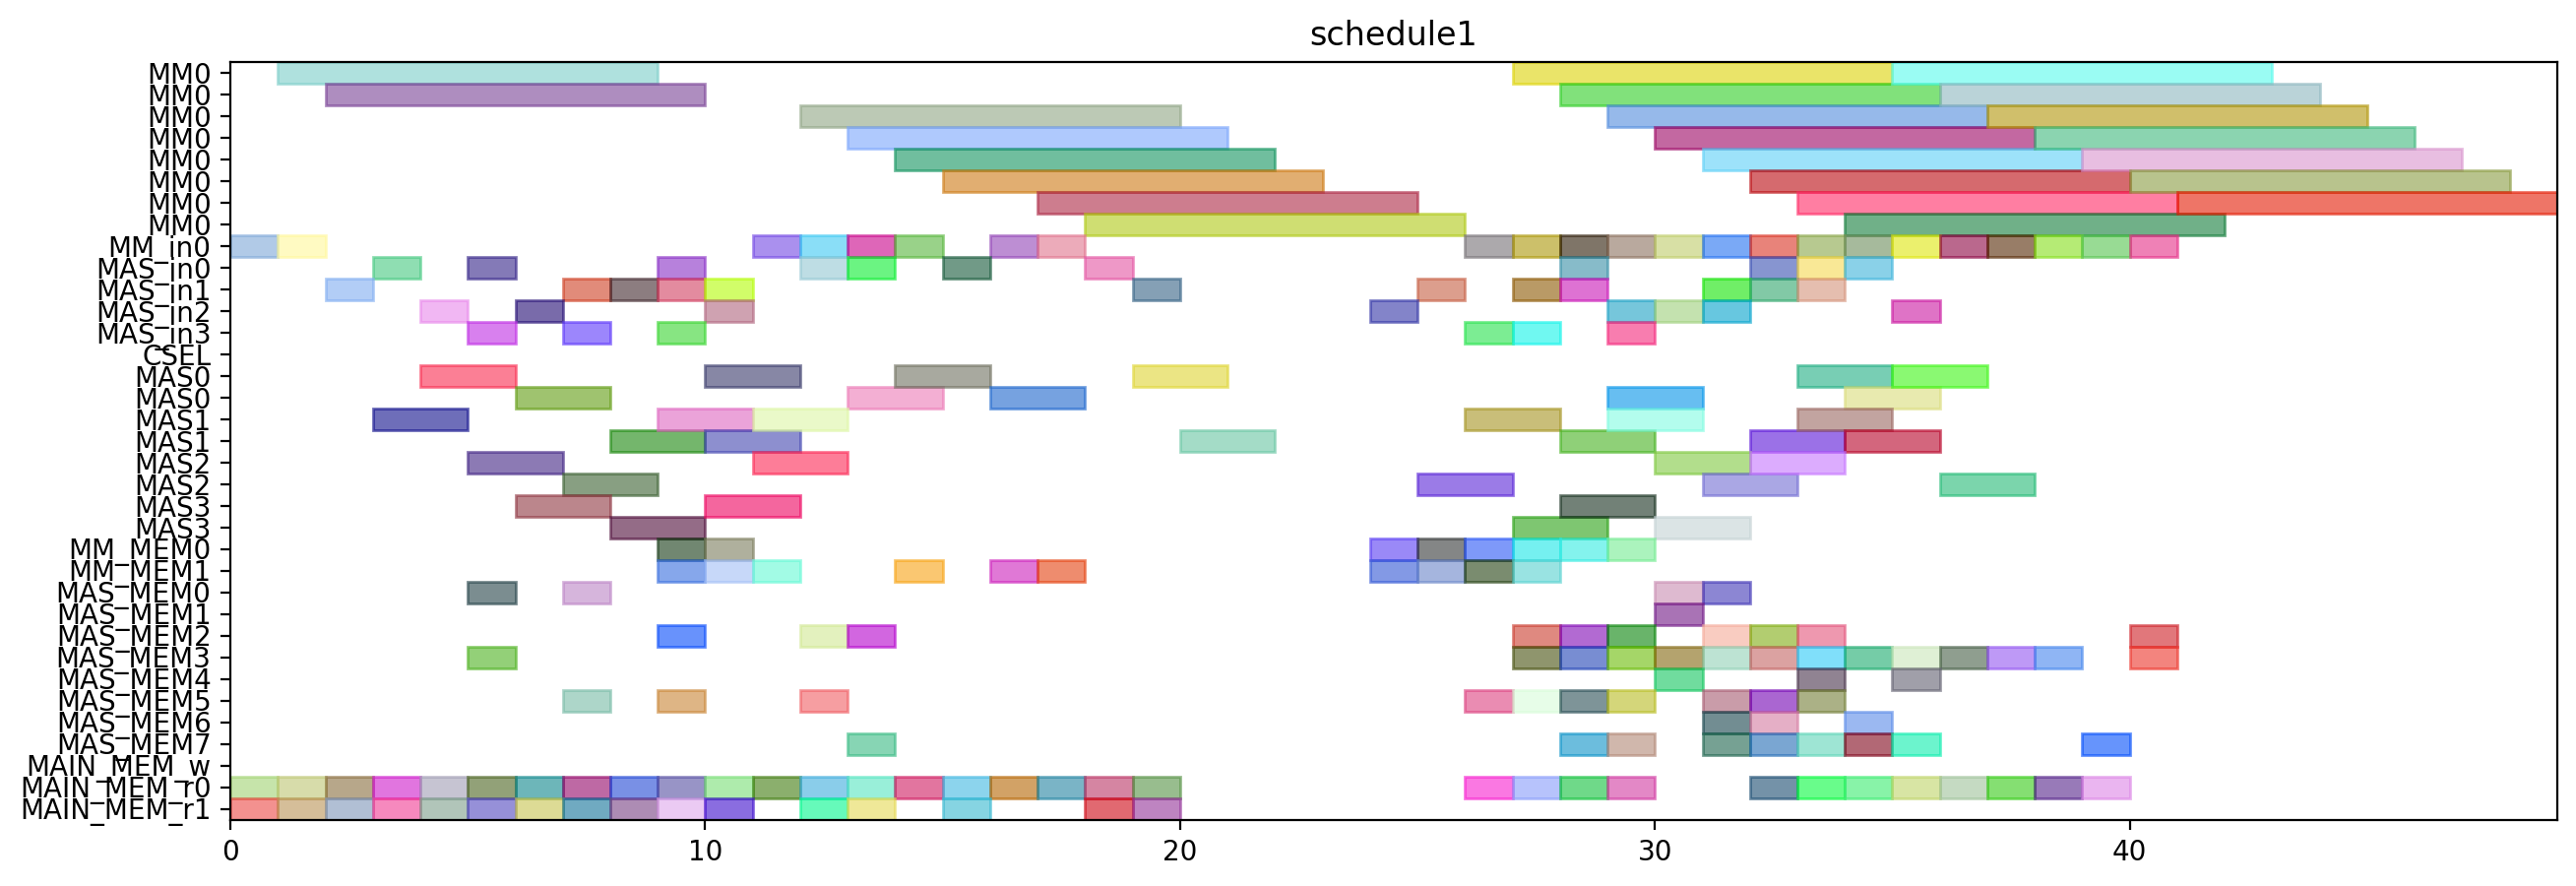 schedule1
MM0
MM0
MM0
MM0
MM0
MM0
MM0
MM0
MM_in0
MAS_in0
MAS_in1
MAS_in2
MAS_in3
CSEL
MAS0
MAS0
MAS1
MAS1
MAS2
MAS2
MAS3
MAS3
MM_MEM0
MM_MEM1
MAS_MEM0
MAS_MEM1
MAS_MEM2
MAS_MEM3
MAS_MEM4
MAS_MEM5
MAS_MEM6
MAS_MEM7
MAIN_MEM_w
MAIN_MEM_r0
MAIN_MEM_r1
0 10 20 30 40